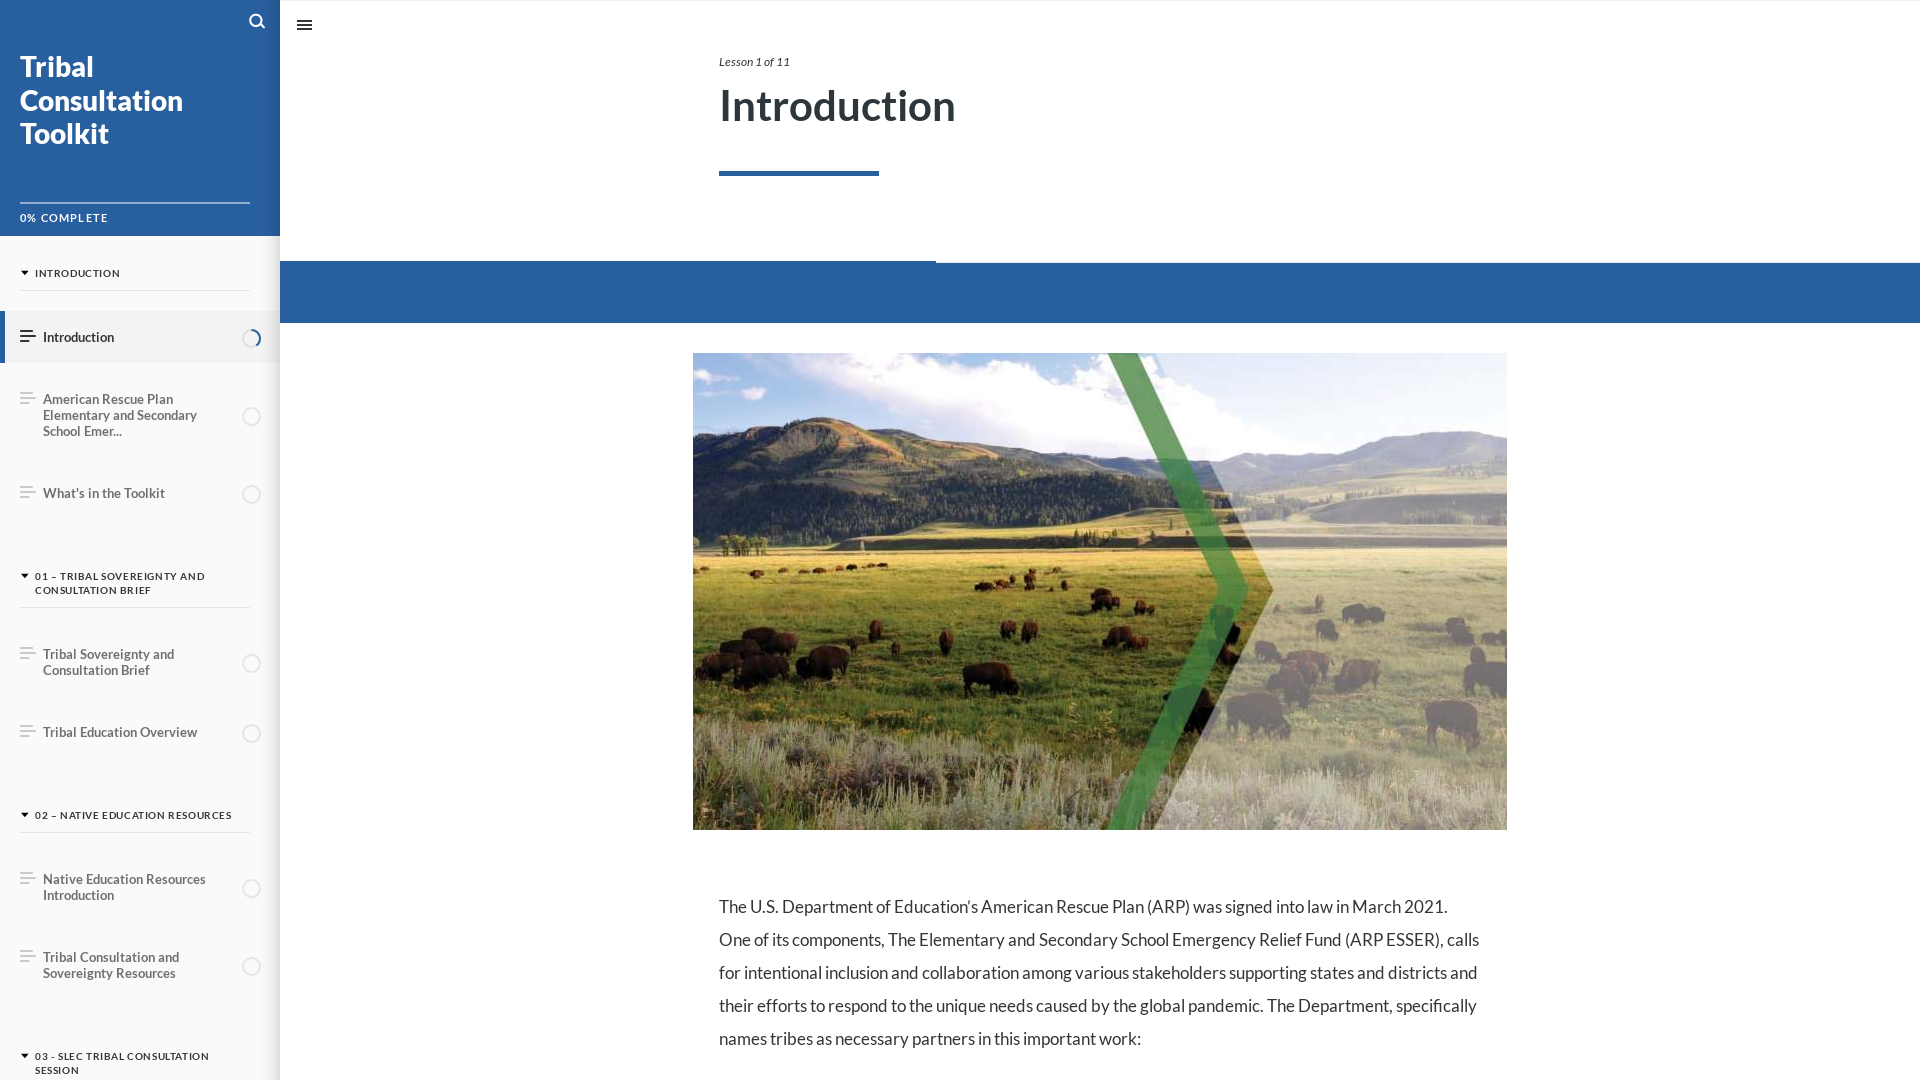 Tribal
Consultation
Toolkit
0% COMPLETE
INTRODUCTION
Introduction
American Rescue Plan
Elementary and Secondary
School Emer...
What's in the Toolkit
01 – TRIBAL SOVEREIGNTY AND
CONSULTATION BRIEF
Tribal Sovereignty and
Consultation Brief
Tribal Education Overview
02 – NATIVE EDUCATION RESOURCES
Native Education Resources
Introduction
Tribal Consultation and
Sovereignty Resources
03 - SLEC TRIBAL CONSULTATION
SESSION
Lesson 1 of 11
Introduction
The U.S. Department of Education’s American Rescue Plan (ARP) was signed into law in March 2021.
One of its components, The Elementary and Secondary School Emergency Relief Fund (ARP ESSER), calls
for intentional inclusion and collaboration among various stakeholders supporting states and districts and
their efforts to respond to the unique needs caused by the global pandemic. The Department, specifically
names tribes as necessary partners in this important work: